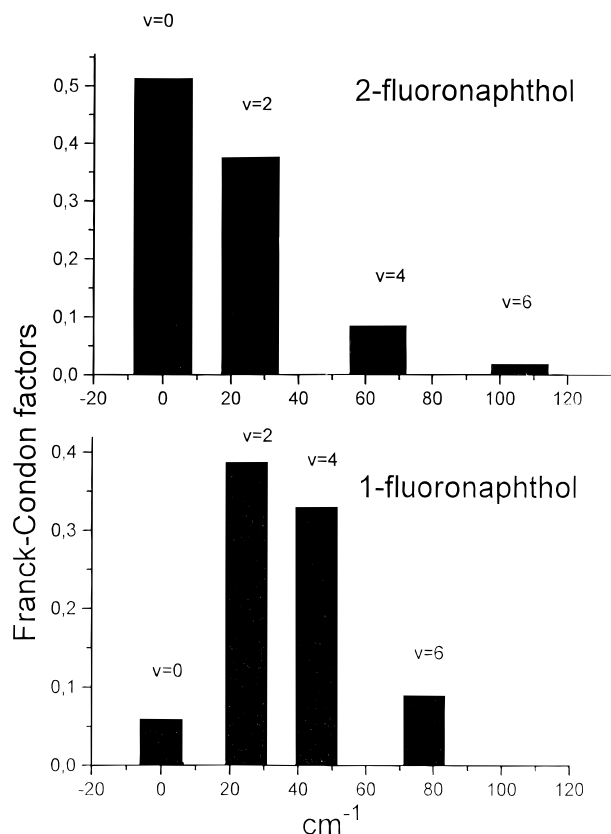 v=0
2-fluoronaphthol
v=2
v=4
v=6
0,5
0,4
0,3
0,2
0,1
0,0
-20 0 20 40 60 80 100 120
Franck-Condon factors
v=2
v=4
1-fluoronaphthol
v=0
v=6
0,4
0,3
0,2
0,1
0,0
-20 0 20 40 60 80 100 120
cm-1